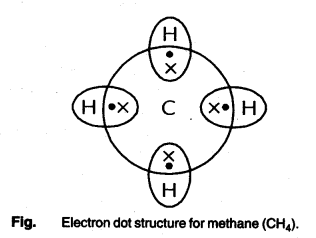 H
H C H
H
Fig. Electron dot structure for methane (CH₄).